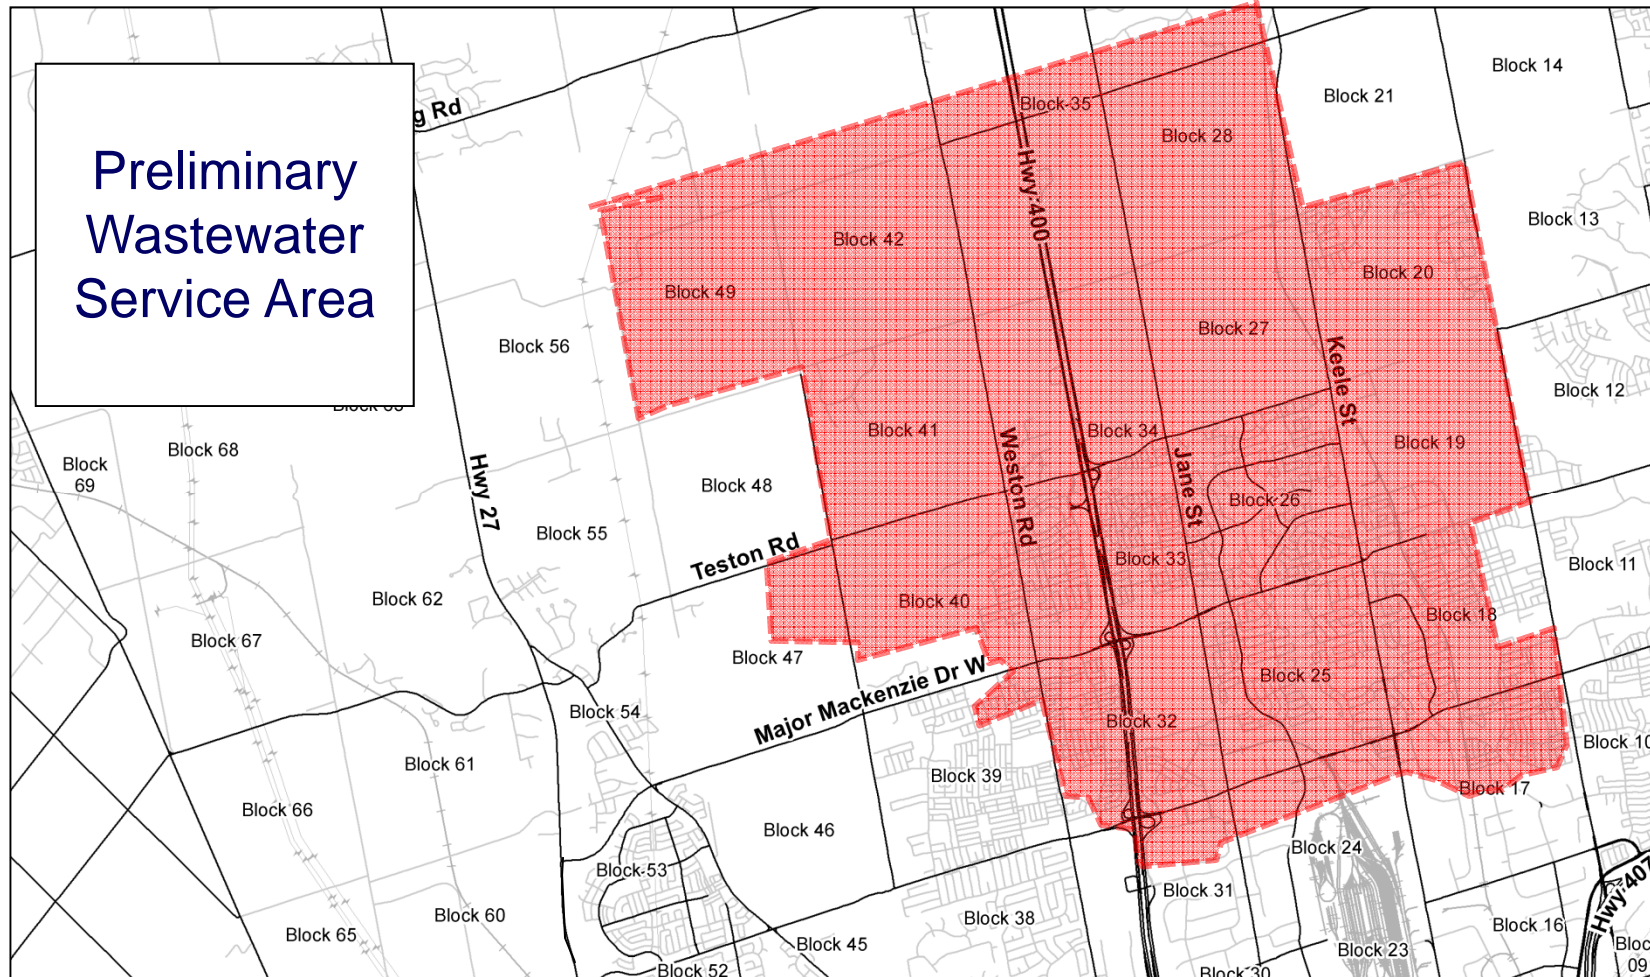 Preliminary
Wastewater
Service Area
g Rd
Block 14
Block 21
Block 35
Block 28
Hwy 400
Block 13
Block 42
Block 20
Block 49
Block 27
Block 56
Keele St
Block 12
Block 41
Block 34
Block 19
Block 68
Block
69
Hwy 27
Block 48
Weston Rd
Jane St
Block 26
Block 55
Teston Rd
Block 33
Block 11
Block 62
Block 40
Block 18
Block 67
Block 47
Major Mackenzie Dr W
Block 25
Block 54
Block 32
Block 10
Block 61
Block 39
Block 17
Block 66
Block 46
Block 24
Block 53
Block 31
Hwy 407
Block 60
Block 38
Block 16
Block 65
Block 45
Block 23
Block 52
Block 30
Bloc
09